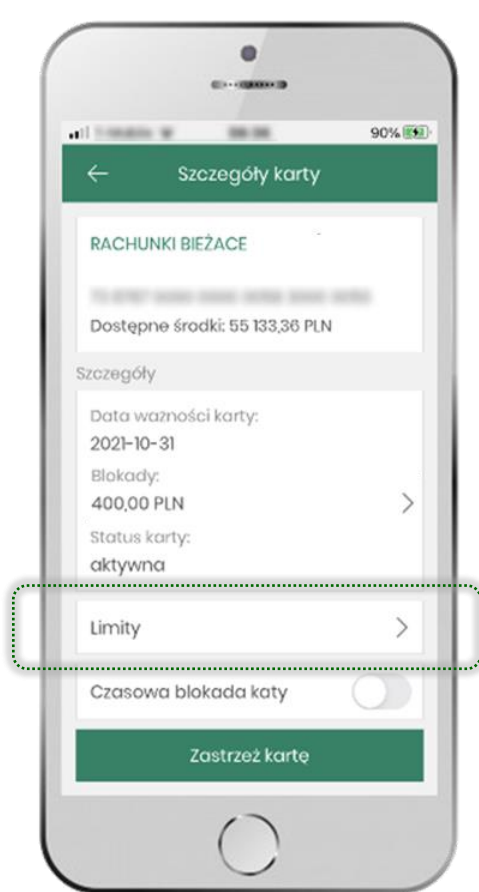 90%
Szczegóły karty
RACHUNKI BIEŻACE
Dostępne środki: 55 133,36 PLN
Szczegóły
Data ważności karty:
2021-10-31
Blokady:
400,00 PLN
Status karty:
aktywna
Limity
Czasowa blokada katy
Zastrzeż kartę